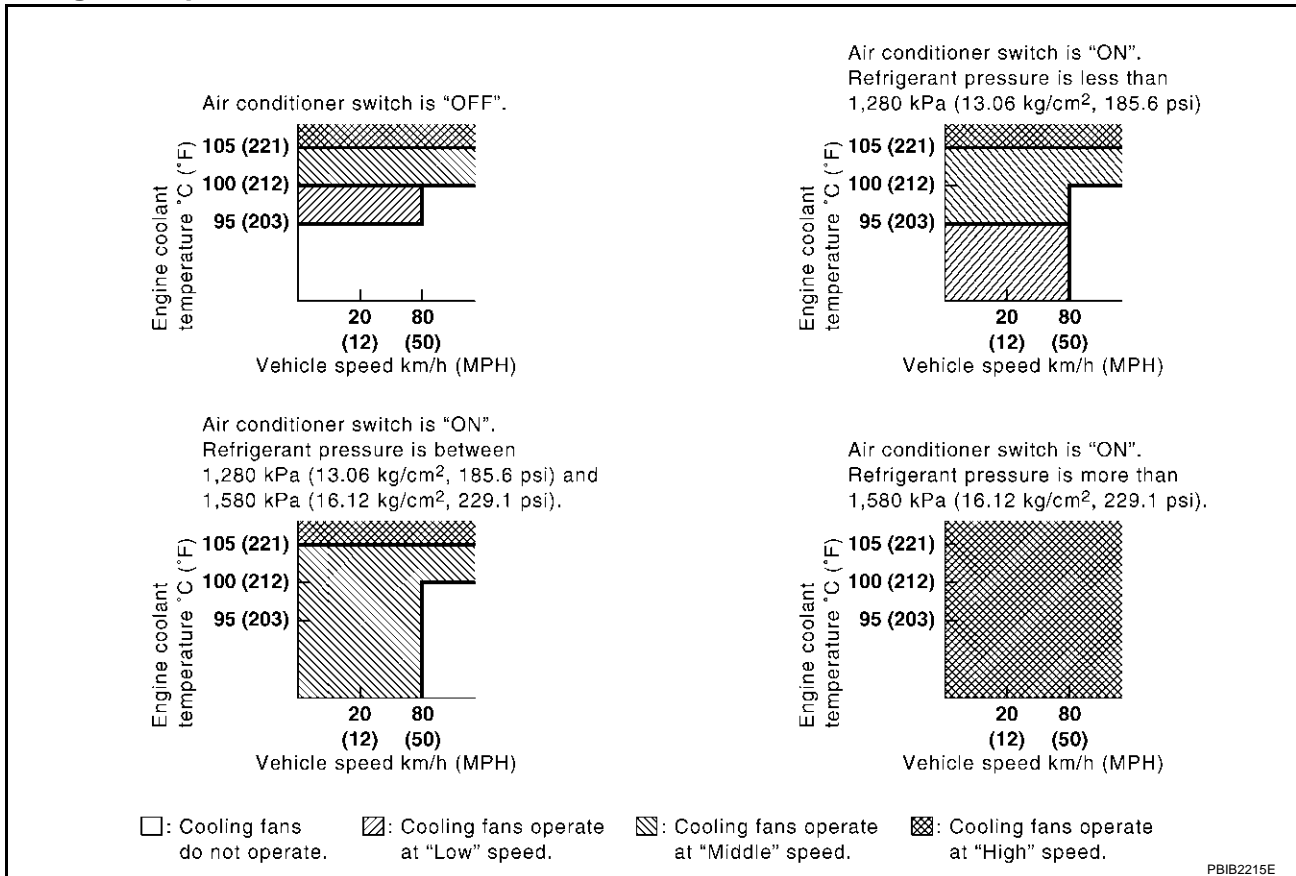 Air conditioner switch is “OFF”.
Engine coolant
temperature °C (°F)
105 (221)
100 (212)
95 (203)
20
80
(12)
(50)
Vehicle speed km/h (MPH)
Air conditioner switch is “ON”.
Refrigerant pressure is less than
1,280 kPa (13.06 kg/cm², 185.6 psi)
Engine coolant
temperature °C (°F)
105 (221)
100 (212)
95 (203)
20
80
(12)
(50)
Vehicle speed km/h (MPH)
Air conditioner switch is “ON”.
Refrigerant pressure is between
1,280 kPa (13.06 kg/cm², 185.6 psi) and
1,580 kPa (16.12 kg/cm², 229.1 psi).
Engine coolant
temperature °C (°F)
105 (221)
100 (212)
95 (203)
20
80
(12)
(50)
Vehicle speed km/h (MPH)
Air conditioner switch is “ON”.
Refrigerant pressure is more than
1,580 kPa (16.12 kg/cm², 229.1 psi).
Engine coolant
temperature °C (°F)
105 (221)
100 (212)
95 (203)
20
80
(12)
(50)
Vehicle speed km/h (MPH)
: Cooling fans
do not operate.
: Cooling fans operate
at “Low” speed.
: Cooling fans operate
at “Middle” speed.
: Cooling fans operate
at “High” speed.
PBIB2215E